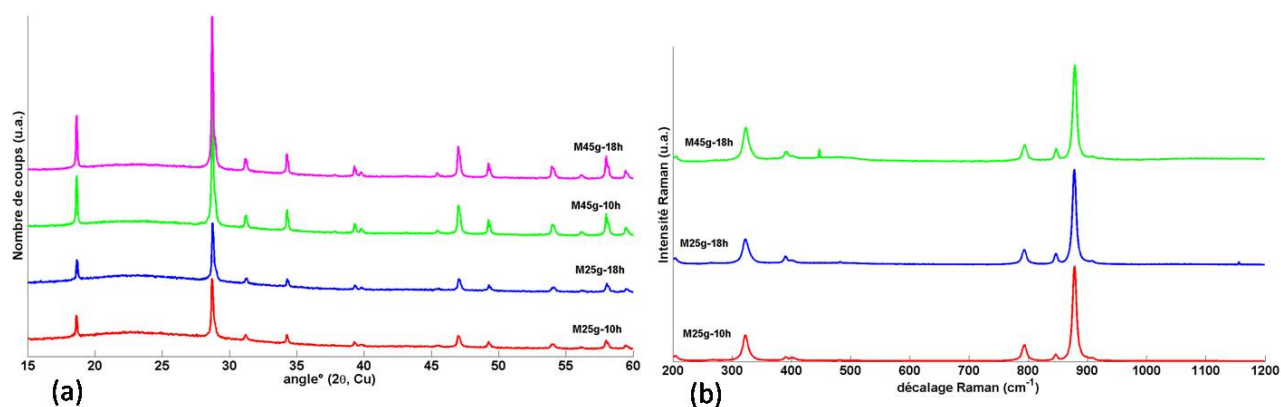 Nombre de coups (u.a.)
M45g-18h
M45g-10h
M25g-18h
M25g-10h
15 20 25 30 35 40 45 50 55 60
angle° (2θ, Cu)
(a)
Intensité Raman (u.a.)
M45g-18h
M25g-18h
M25g-10h
200 300 400 500 600 700 800 900 1000 1100 1200
décalage Raman (cm⁻¹)
(b)